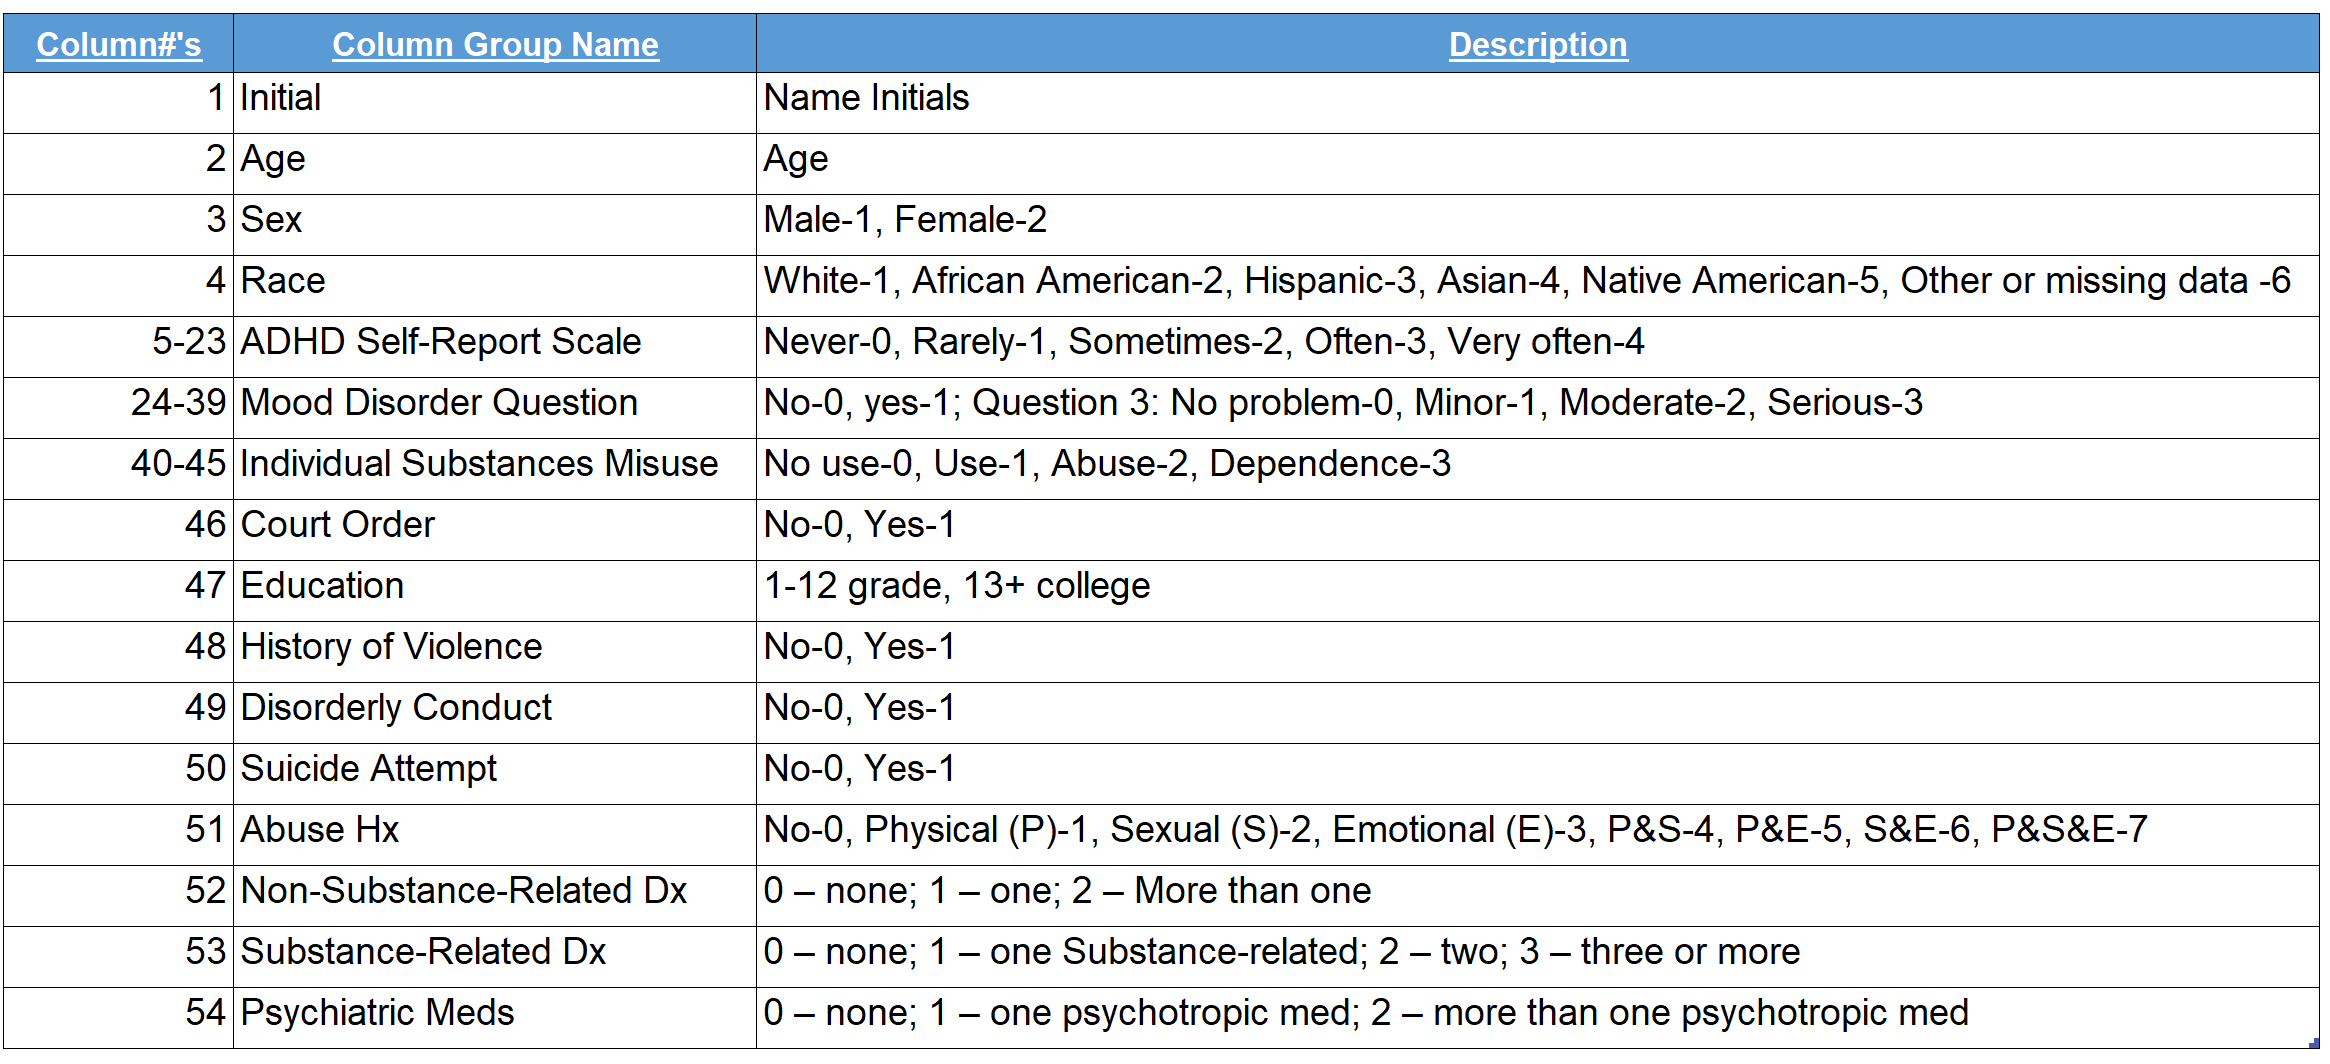 Column#'s Column Group Name Description
1 Initial Name Initials
2 Age Age
3 Sex Male-1, Female-2
4 Race White-1, African American-2, Hispanic-3, Asian-4, Native American-5, Other or missing data -6
5-23 ADHD Self-Report Scale Never-0, Rarely-1, Sometimes-2, Often-3, Very often-4
24-39 Mood Disorder Question No-0, yes-1; Question 3: No problem-0, Minor-1, Moderate-2, Serious-3
40-45 Individual Substances Misuse No use-0, Use-1, Abuse-2, Dependence-3
46 Court Order No-0, Yes-1
47 Education 1-12 grade, 13+ college
48 History of Violence No-0, Yes-1
49 Disorderly Conduct No-0, Yes-1
50 Suicide Attempt No-0, Yes-1
51 Abuse Hx No-0, Physical (P)-1, Sexual (S)-2, Emotional (E)-3, P&S-4, P&E-5, S&E-6, P&S&E-7
52 Non-Substance-Related Dx 0 – none; 1 – one; 2 – More than one
53 Substance-Related Dx 0 – none; 1 – one Substance-related; 2 – two; 3 – three or more
54 Psychiatric Meds 0 – none; 1 – one psychotropic med; 2 – more than one psychotropic med